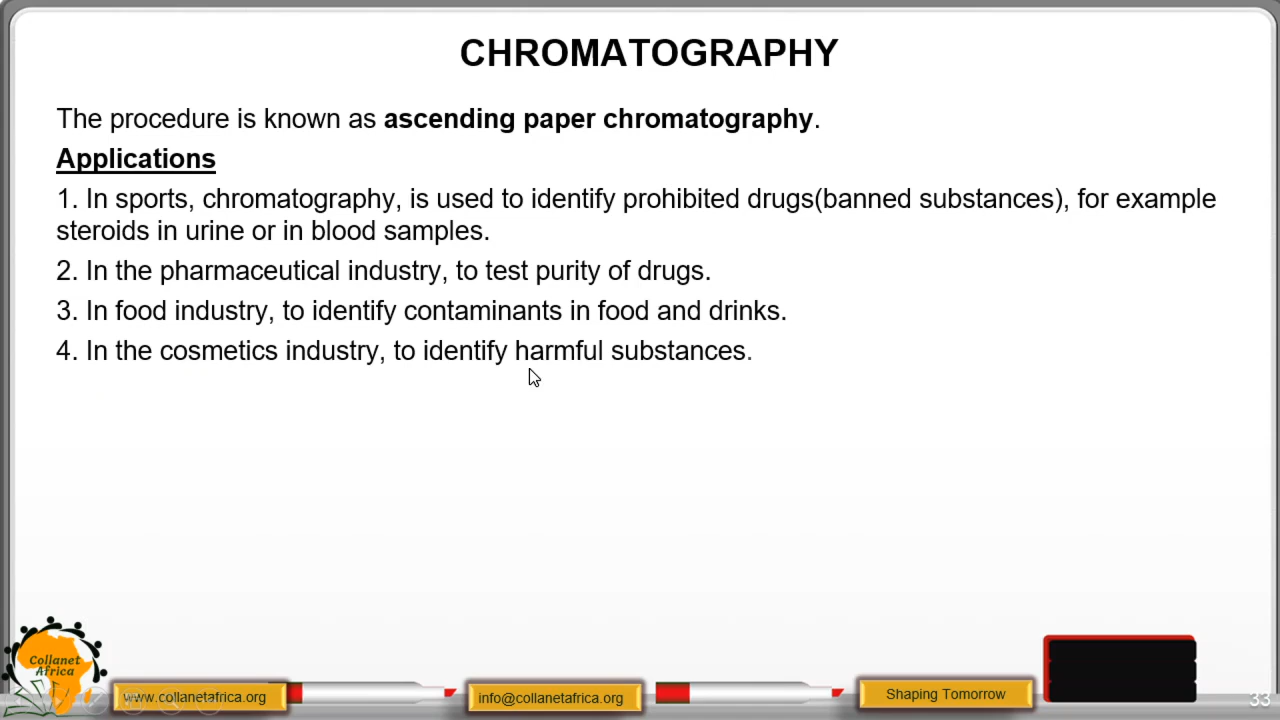 CHROMATOGRAPHY
The procedure is known as ascending paper chromatography.
Applications
1. In sports, chromatography, is used to identify prohibited drugs(banned substances), for example
steroids in urine or in blood samples.
2. In the pharmaceutical industry, to test purity of drugs.
3. In food industry, to identify contaminants in food and drinks.
4. In the cosmetics industry, to identify harmful substances.
Collanet
Africa
www.collanetafrica.org
info@collanetafrica.org
Shaping Tomorrow
33